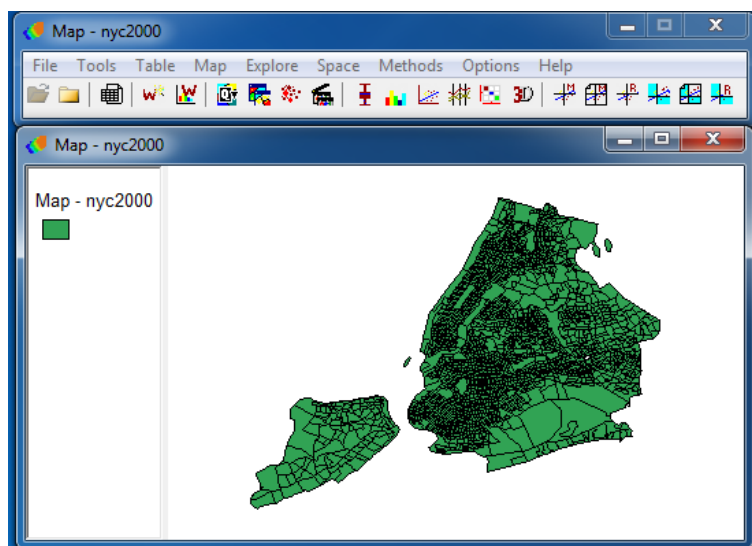 Map - nyc2000
File Tools Table Map Explore Space Methods Options Help
W W Q 3D M M R R
Map - nyc2000
Map - nyc2000